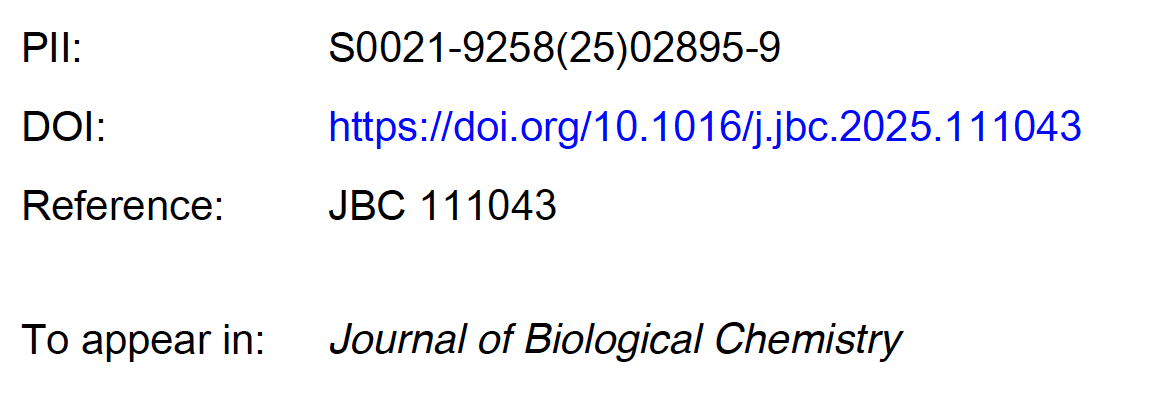 PII: S0021-9258(25)02895-9
DOI: https://doi.org/10.1016/j.jbc.2025.111043
Reference: JBC 111043
To appear in: Journal of Biological Chemistry